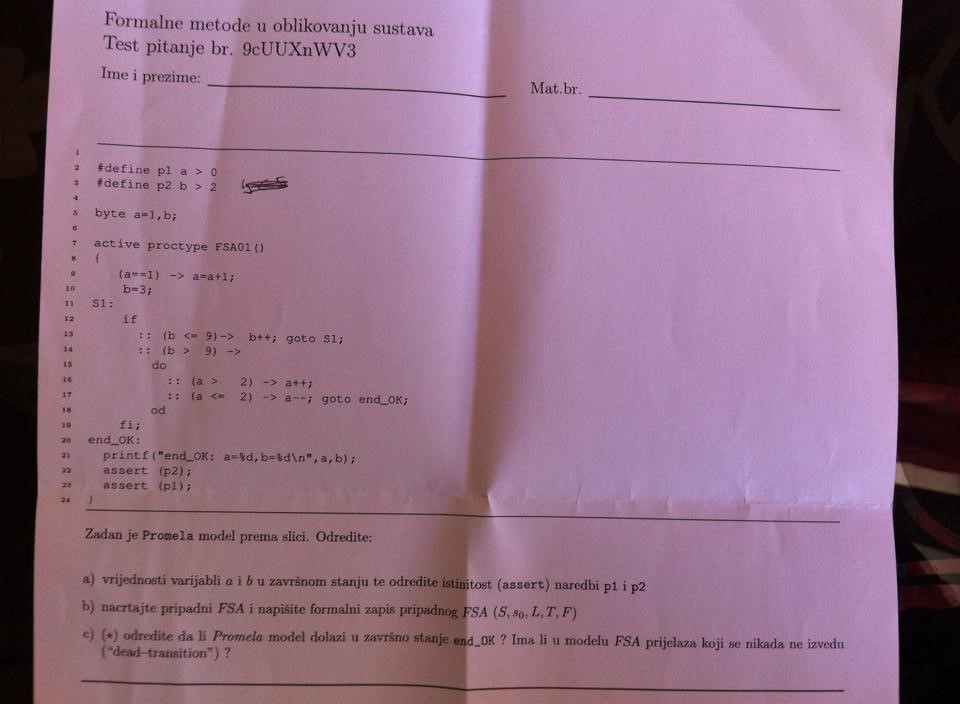 Formalne metode u oblikovanju sustava
Test pitanje br. 9cUUXnWV3
Ime i prezime: Mat.br.
1
2 #define p1 a > 0
3 #define p2 b > 2
4
5 byte a=1,b;
6
7 active proctype FSA01()
8 {
9 (a==1) -> a=a+1;
10 b=3;
11 S1:
12 if
13 :: (b <= 9)-> b++; goto S1;
14 :: (b > 9) ->
15 do
16 :: (a > 2) -> a++;
17 :: (a <= 2) -> a--; goto end_OK;
18 od
19 fi;
20 end_OK:
21 printf("end_OK: a=%d,b=%d\n",a,b);
22 assert (p2);
23 assert (p1);
24 }
Zadan je Promela model prema slici. Odredite:
a) vrijednosti varijabli a i b u završnom stanju te odredite istinitost (assert) naredbi p1 i p2
b) nacrtajte pripadni FSA i napišite formalni zapis pripadnog FSA (S, s₀, L, T, F)
c) (⋆) odredite da li Promela model dolazi u završno stanje end_OK ? Ima li u modelu FSA prijelaza koji se nikada ne izvedu
("dead–transition") ?